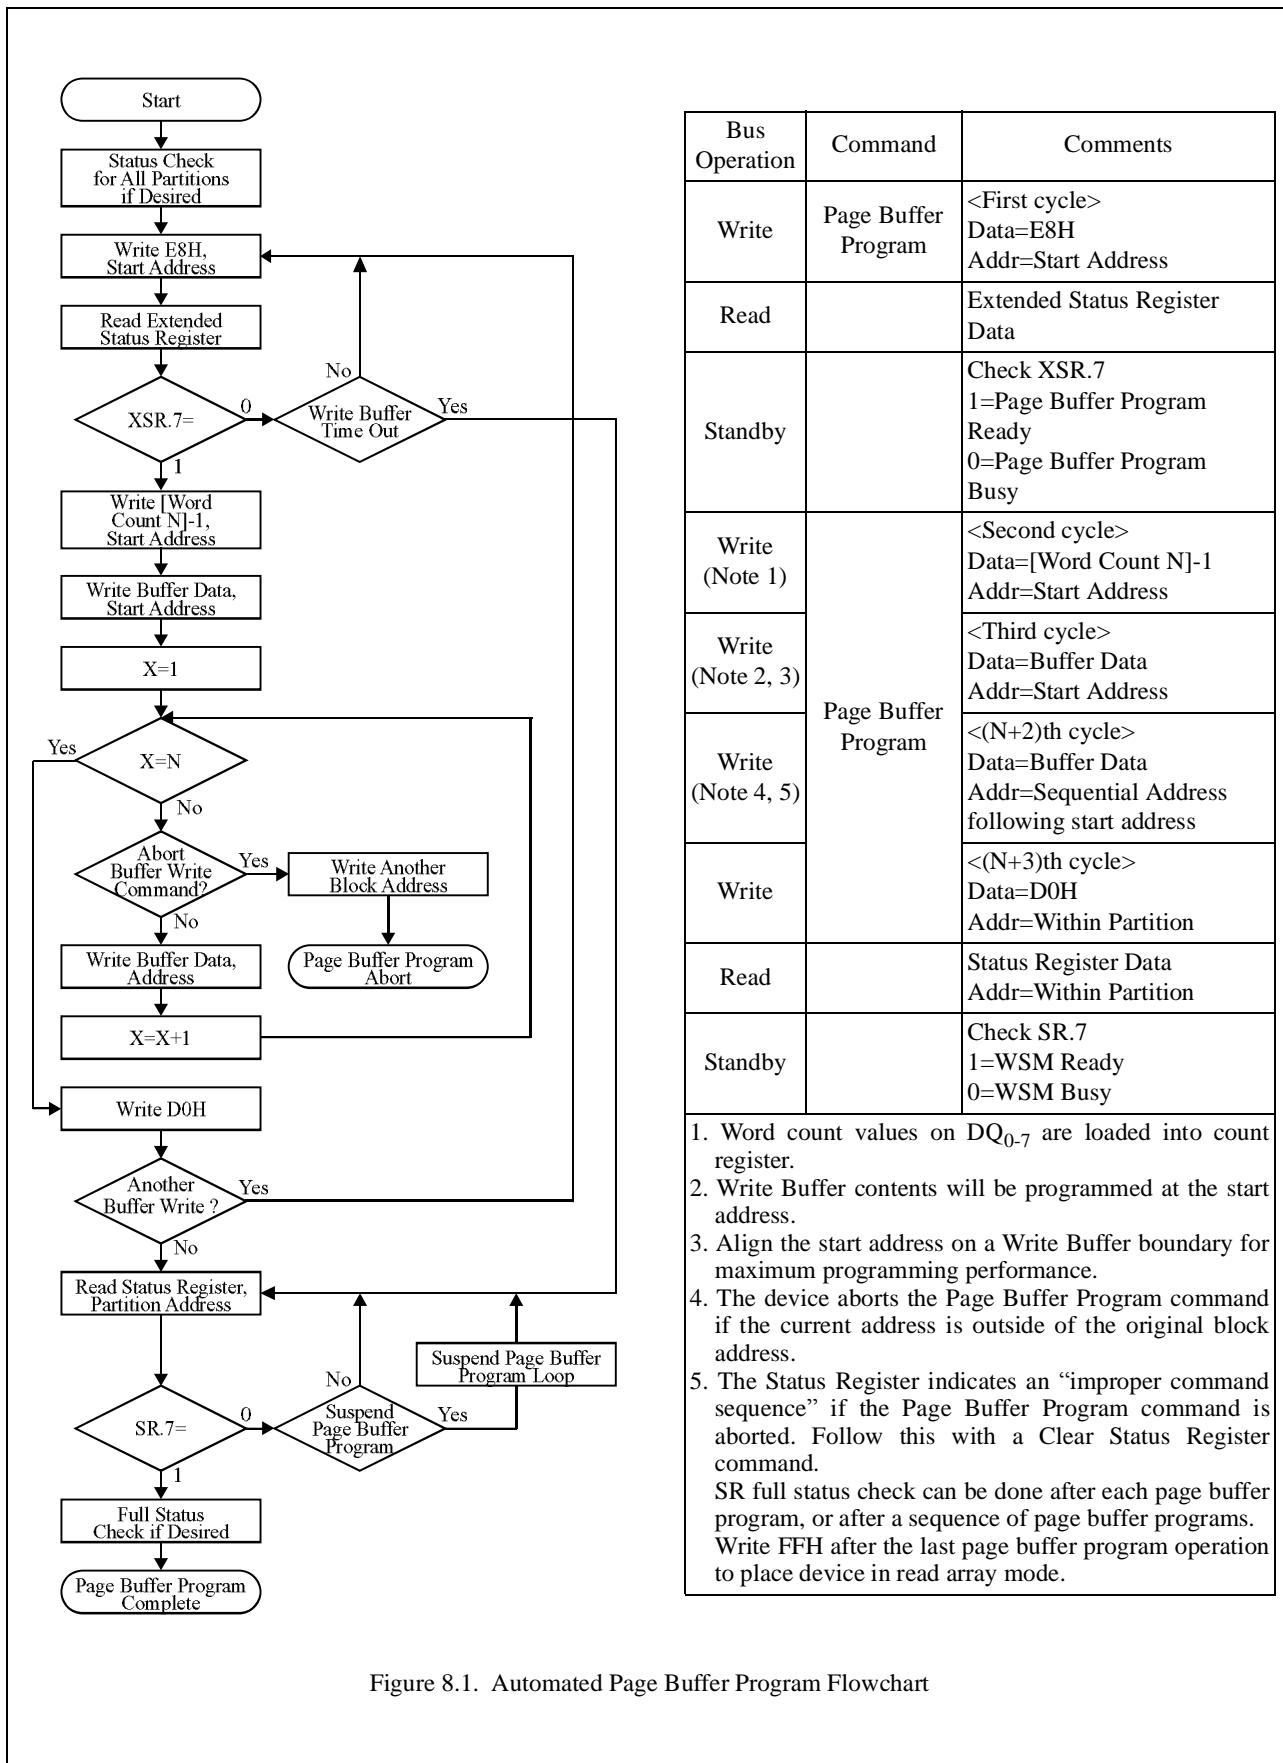 Start
Status Check
for All Partitions
if Desired
Write E8H,
Start Address
Read Extended
Status Register
XSR.7=
0
1
No
Write Buffer
Time Out
Yes
Write [Word
Count N]-1,
Start Address
Write Buffer Data,
Start Address
X=1
Yes
X=N
No
Abort
Buffer Write
Command?
Yes
No
Write Another
Block Address
Page Buffer Program
Abort
Write Buffer Data,
Address
X=X+1
Write D0H
Another
Buffer Write ?
Yes
No
Read Status Register,
Partition Address
SR.7=
0
1
No
Suspend
Page Buffer
Program
Yes
Suspend Page Buffer
Program Loop
Full Status
Check if Desired
Page Buffer Program
Complete
Bus
Operation
Command
Comments
Write
Page Buffer
Program
<First cycle>
Data=E8H
Addr=Start Address
Read
Extended Status Register
Data
Standby
Check XSR.7
1=Page Buffer Program
Ready
0=Page Buffer Program
Busy
Write
(Note 1)
Page Buffer
Program
<Second cycle>
Data=[Word Count N]-1
Addr=Start Address
Write
(Note 2, 3)
<Third cycle>
Data=Buffer Data
Addr=Start Address
Write
(Note 4, 5)
<(N+2)th cycle>
Data=Buffer Data
Addr=Sequential Address
following start address
Write
<(N+3)th cycle>
Data=D0H
Addr=Within Partition
Read
Status Register Data
Addr=Within Partition
Standby
Check SR.7
1=WSM Ready
0=WSM Busy
1. Word count values on DQ0-7 are loaded into count
register.
2. Write Buffer contents will be programmed at the start
address.
3. Align the start address on a Write Buffer boundary for
maximum programming performance.
4. The device aborts the Page Buffer Program command
if the current address is outside of the original block
address.
5. The Status Register indicates an “improper command
sequence” if the Page Buffer Program command is
aborted. Follow this with a Clear Status Register
command.
SR full status check can be done after each page buffer
program, or after a sequence of page buffer programs.
Write FFH after the last page buffer program operation
to place device in read array mode.
Figure 8.1. Automated Page Buffer Program Flowchart